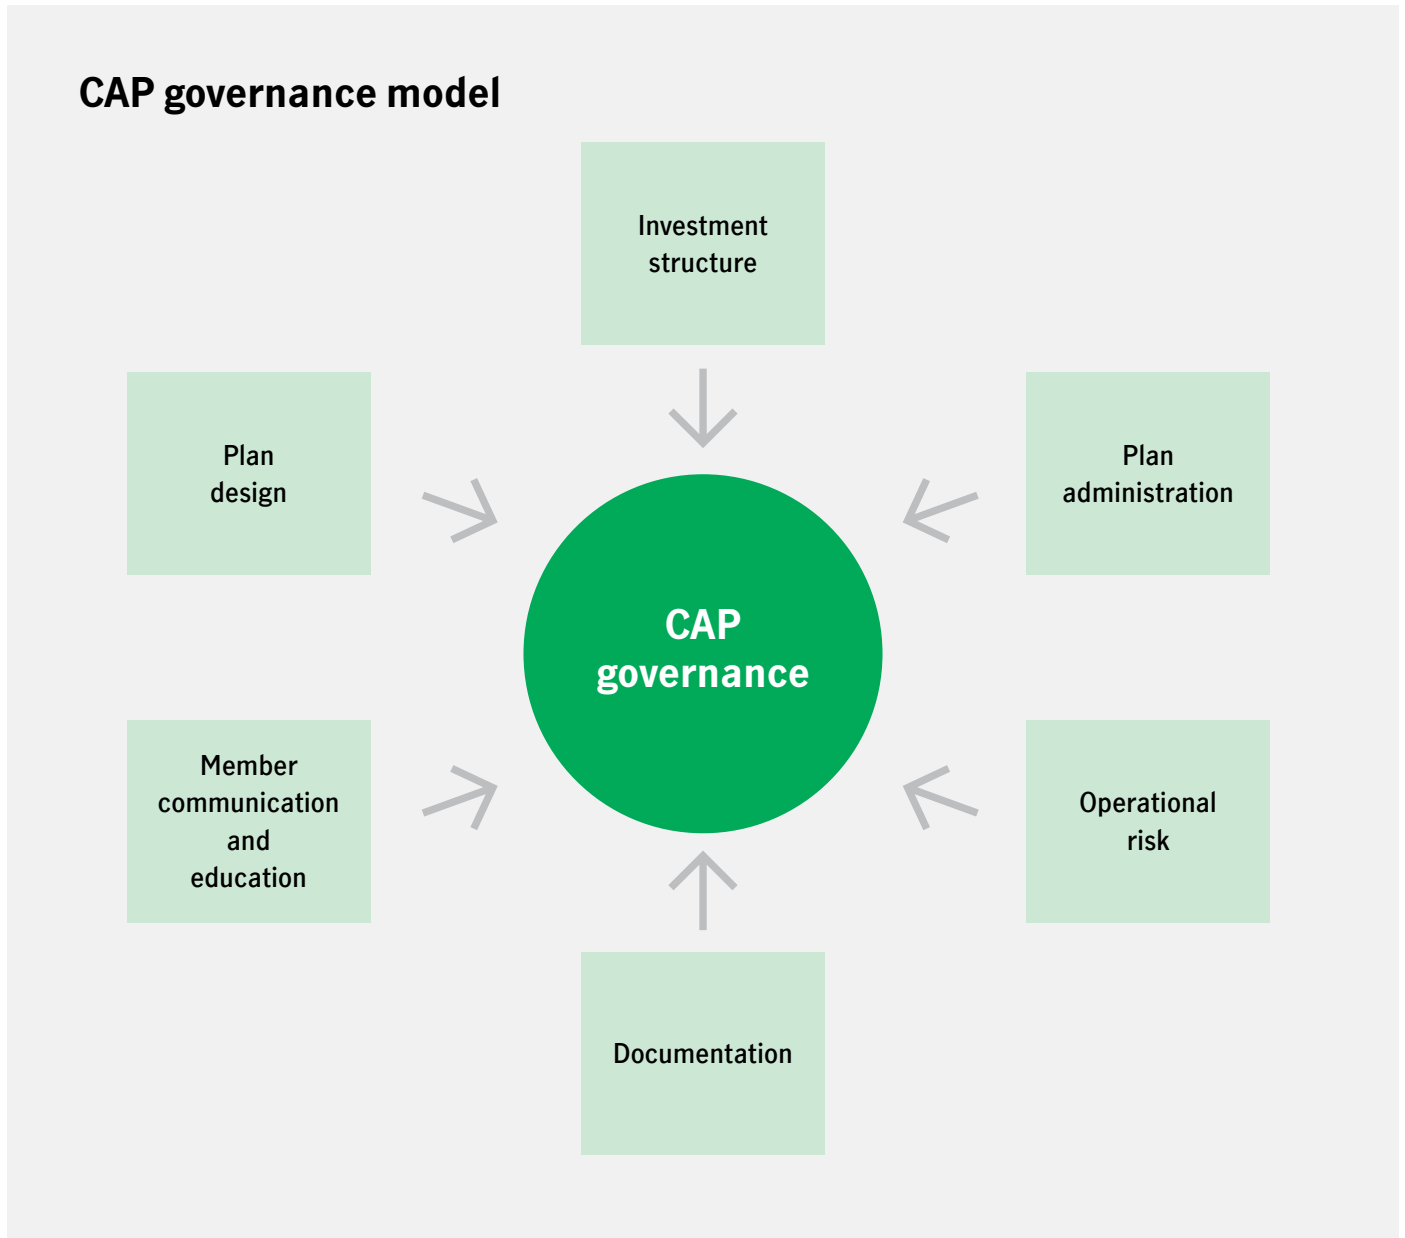 CAP governance model
Investment
structure
Plan
design
Plan
administration
CAP
governance
Member
communication
and
education
Operational
risk
Documentation